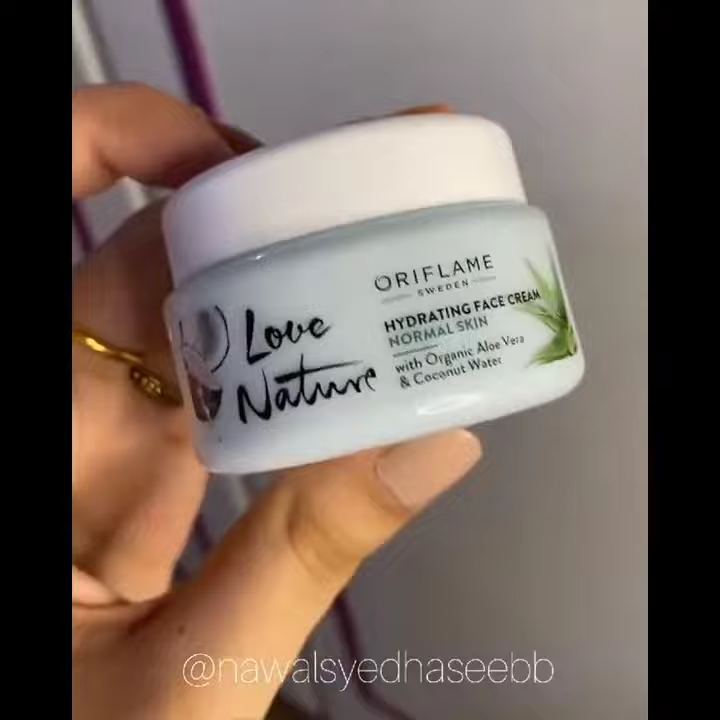 ORIFLAME
SWEDEN
HYDRATING FACE CREAM
NORMAL SKIN
with Organic Aloe Vera
& Coconut Water
Love
Nature
@nawalsyedhaseebb